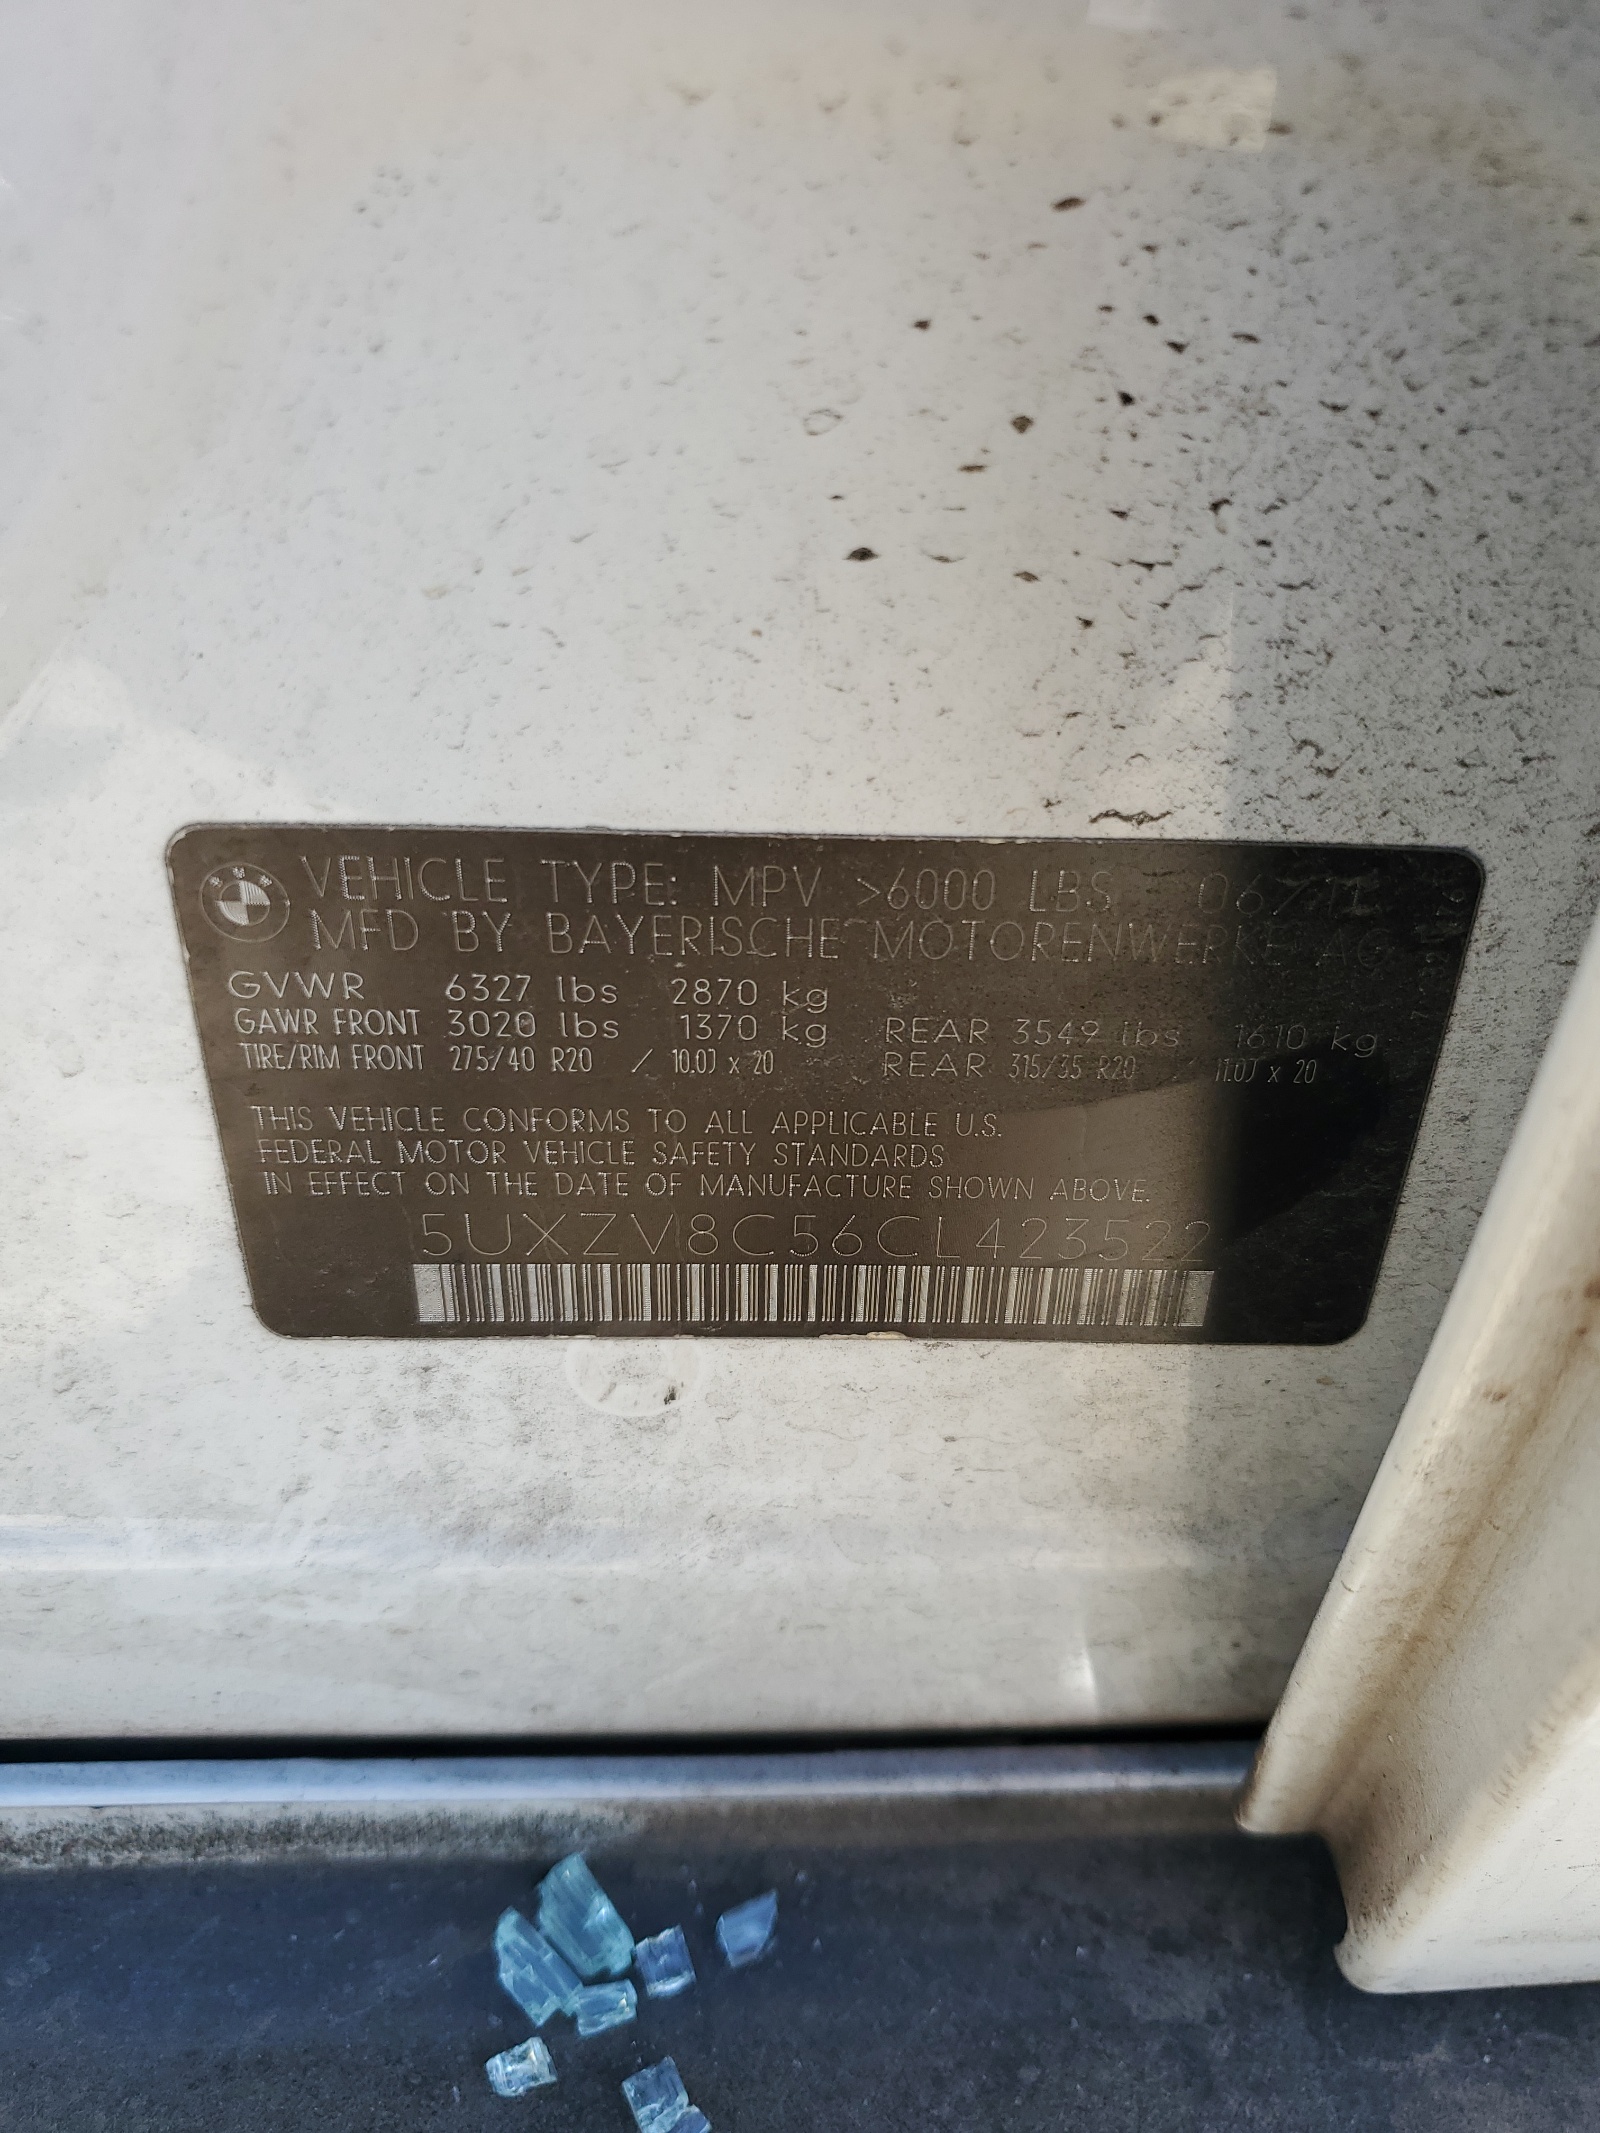 VEHICLE TYPE: MPV >6000 LBS 06/11
MFD BY BAYERISCHE MOTORENWERKE AG
GVWR 6327 lbs 2870 kg
GAWR FRONT 3020 lbs 1370 kg REAR 3549 lbs 1610 kg
TIRE/RIM FRONT 275/40 R20 / 10.0J x 20 REAR 315/35 R20 / 11.0J x 20
THIS VEHICLE CONFORMS TO ALL APPLICABLE U.S.
FEDERAL MOTOR VEHICLE SAFETY STANDARDS
IN EFFECT ON THE DATE OF MANUFACTURE SHOWN ABOVE.
5UXZV8C56CL423522